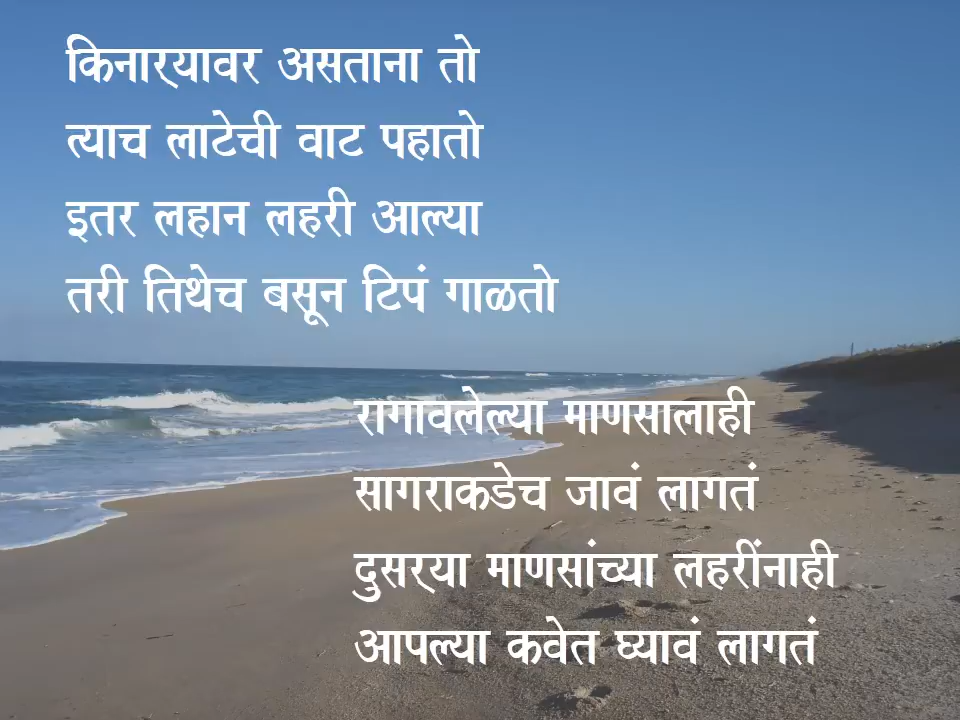 किनाऱ्यावर असताना तो
त्याच लाटेची वाट पहातो
इतर लहान लहरी आल्या
तरी तिथेच बसून टिपं गाळतो
रागावलेल्या माणसालाही
सागराकडेच जावं लागतं
दुसऱ्या माणसांच्या लहरींनाही
आपल्या कवेत घ्यावं लागतं